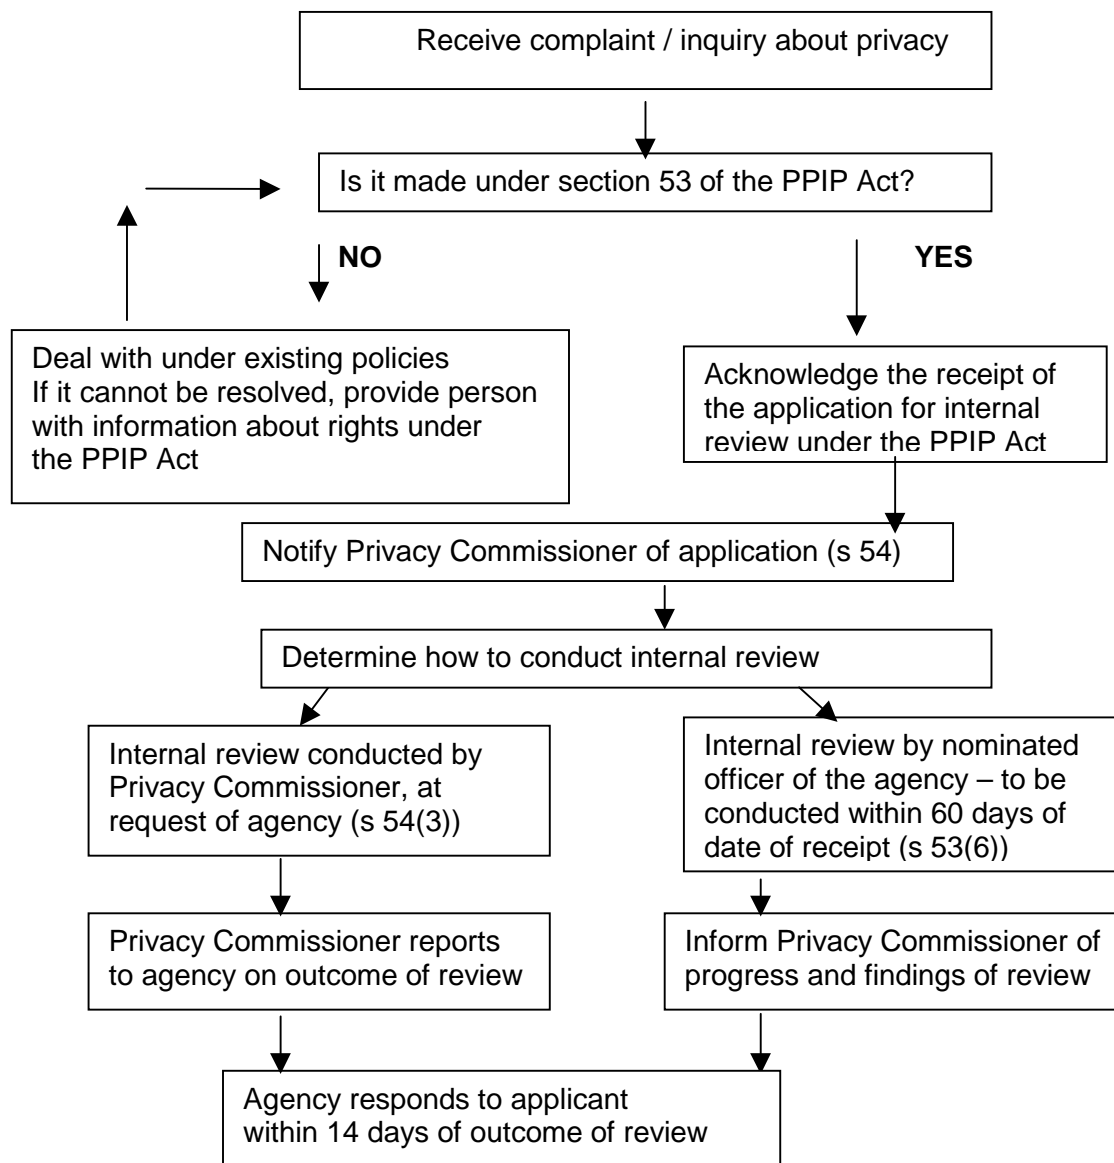 Receive complaint / inquiry about privacy
Is it made under section 53 of the PPIP Act?
NO
YES
Deal with under existing policies
If it cannot be resolved, provide person
with information about rights under
the PPIP Act
Acknowledge the receipt of
the application for internal
review under the PPIP Act
Notify Privacy Commissioner of application (s 54)
Determine how to conduct internal review
Internal review conducted by
Privacy Commissioner, at
request of agency (s 54(3))
Internal review by nominated
officer of the agency – to be
conducted within 60 days of
date of receipt (s 53(6))
Privacy Commissioner reports
to agency on outcome of review
Inform Privacy Commissioner of
progress and findings of review
Agency responds to applicant
within 14 days of outcome of review